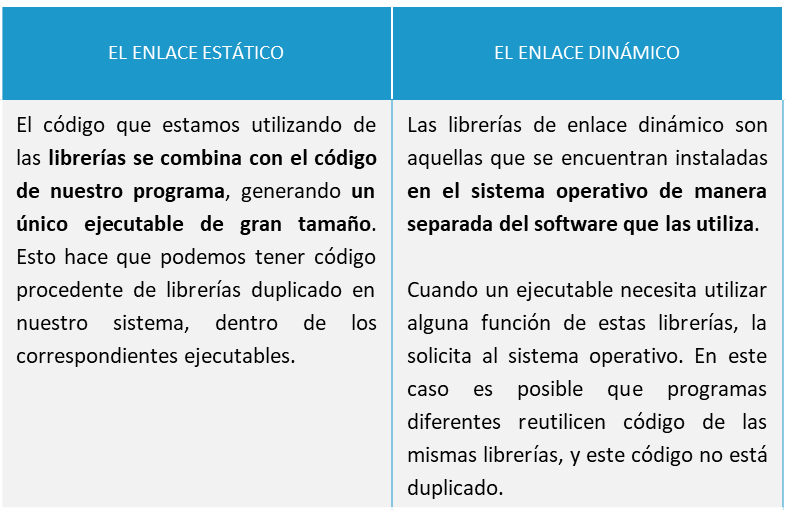 EL ENLACE ESTÁTICO
EL ENLACE DINÁMICO
El código que estamos utilizando de
las librerías se combina con el código
de nuestro programa, generando un
único ejecutable de gran tamaño.
Esto hace que podemos tener código
procedente de librerías duplicado en
nuestro sistema, dentro de los
correspondientes ejecutables.
Las librerías de enlace dinámico son
aquellas que se encuentran instaladas
en el sistema operativo de manera
separada del software que las utiliza.
Cuando un ejecutable necesita utilizar
alguna función de estas librerías, la
solicita al sistema operativo. En este
caso es posible que programas
diferentes reutilicen código de las
mismas librerías, y este código no está
duplicado.